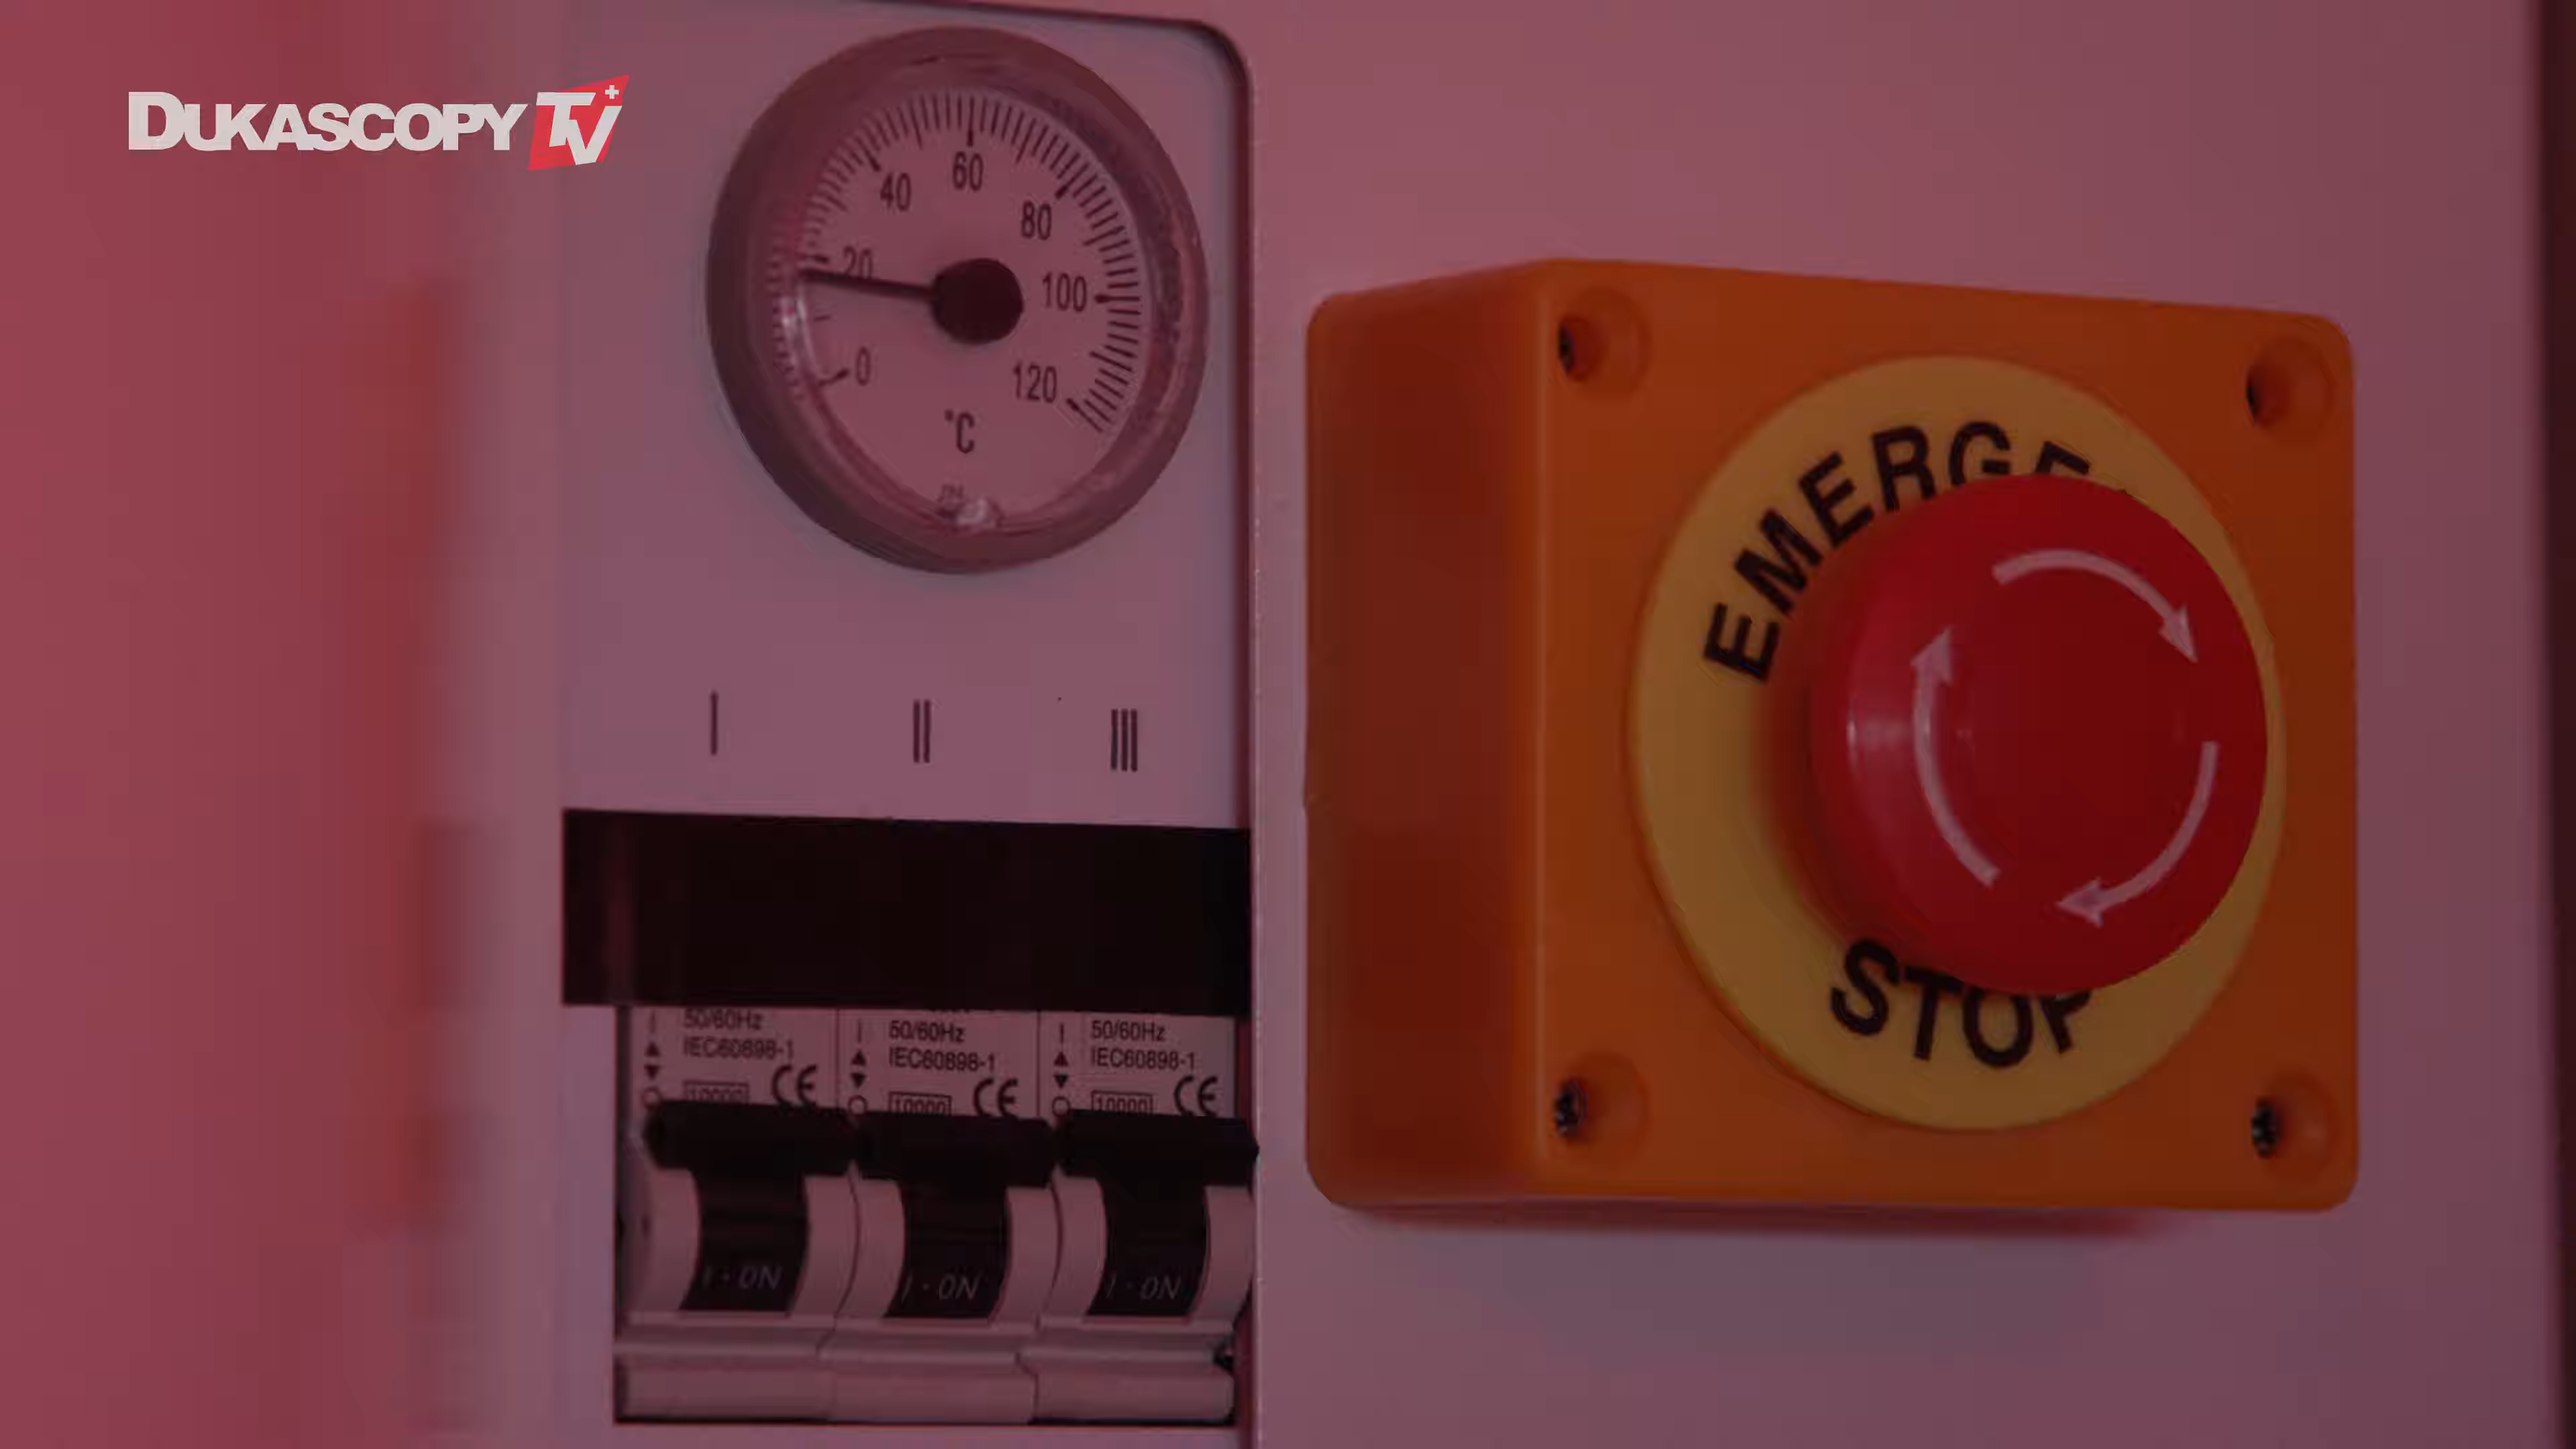 DUKASCOPY TV
60
40
80
20
100
0
120
°C
I II III
50/60Hz
IEC60898-1
CE
10000
50/60Hz
IEC60898-1
CE
10000
50/60Hz
IEC60898-1
CE
10000
I · ON
I · ON
I · ON
EMERGE
STOP